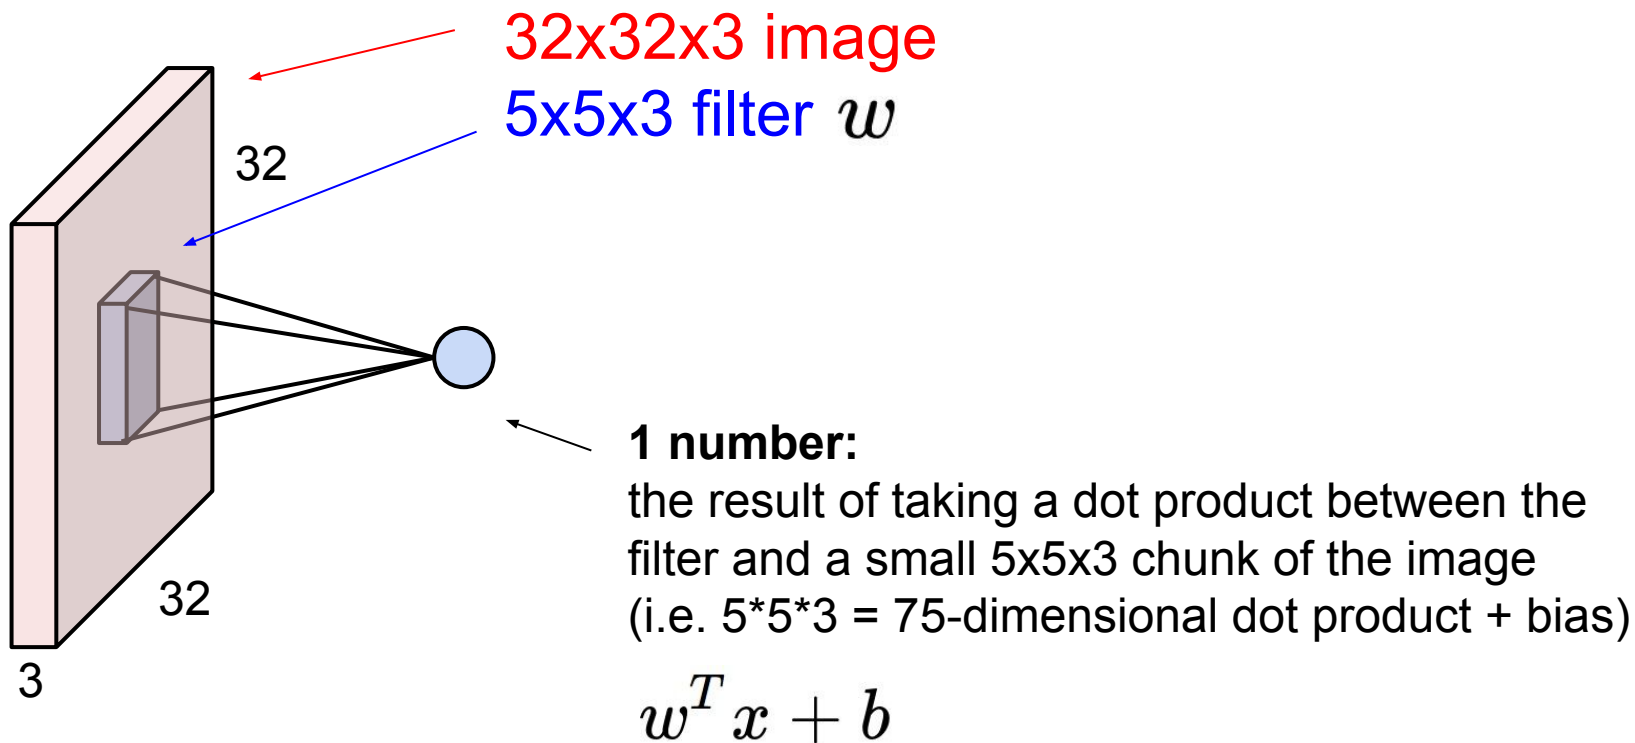 32x32x3 image
5x5x3 filter w
32
32
3
1 number:
the result of taking a dot product between the
filter and a small 5x5x3 chunk of the image
(i.e. 5*5*3 = 75-dimensional dot product + bias)
w^T x + b